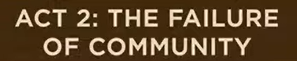 ACT 2: THE FAILURE
OF COMMUNITY